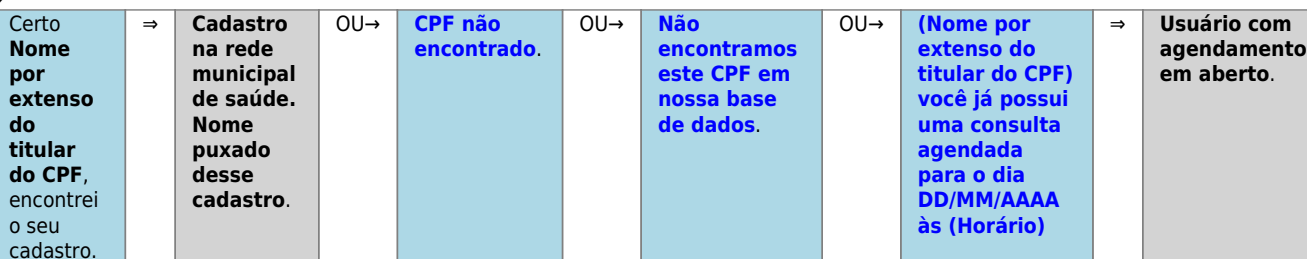 Certo
Nome
por
extenso
do
titular
do CPF,
encontrei
o seu
cadastro.
⇒
Cadastro
na rede
municipal
de saúde.
Nome
puxado
desse
cadastro.
OU→
CPF não
encontrado.
OU→
Não
encontramos
este CPF em
nossa base
de dados.
OU→
(Nome por
extenso do
titular do CPF)
você já possui
uma consulta
agendada
para o dia
DD/MM/AAAA
às (Horário)
⇒
Usuário com
agendamento
em aberto.